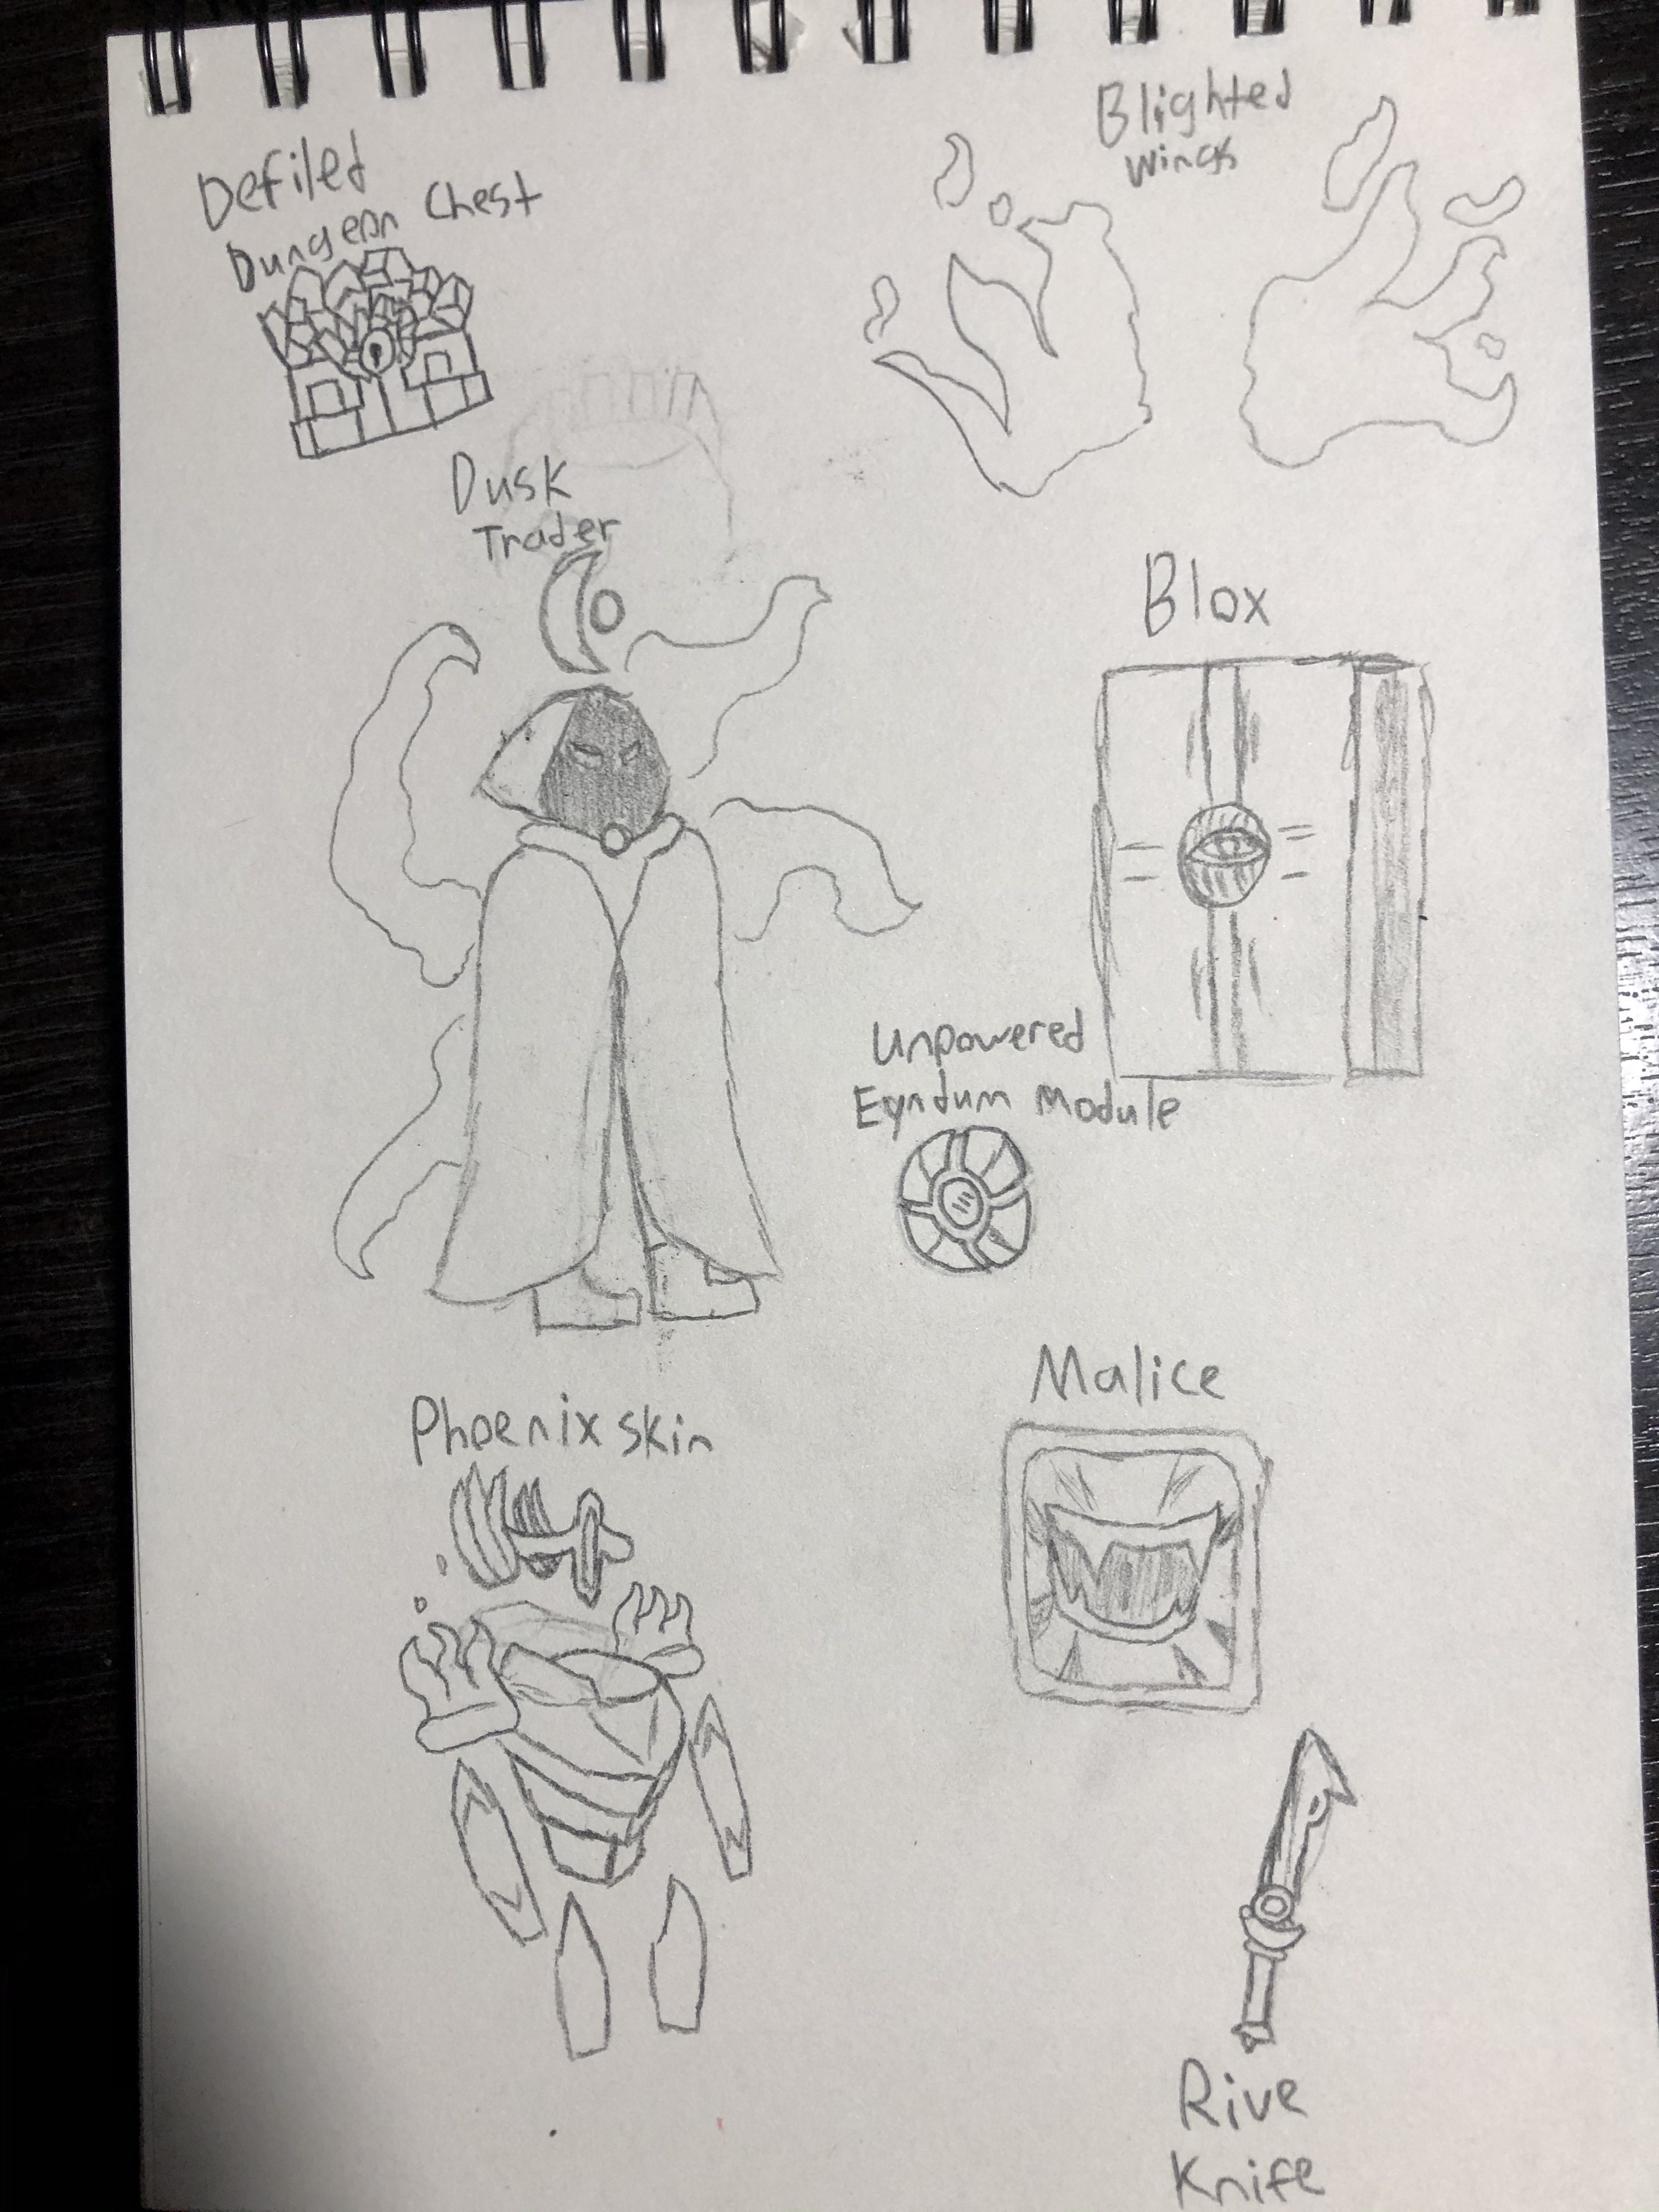 Defiled
Dungeon Chest
Blighted
Wings
Dusk
Trader
Blox
Unpowered
Eyndum Module
Malice
Phoenix skin
Rive
Knife